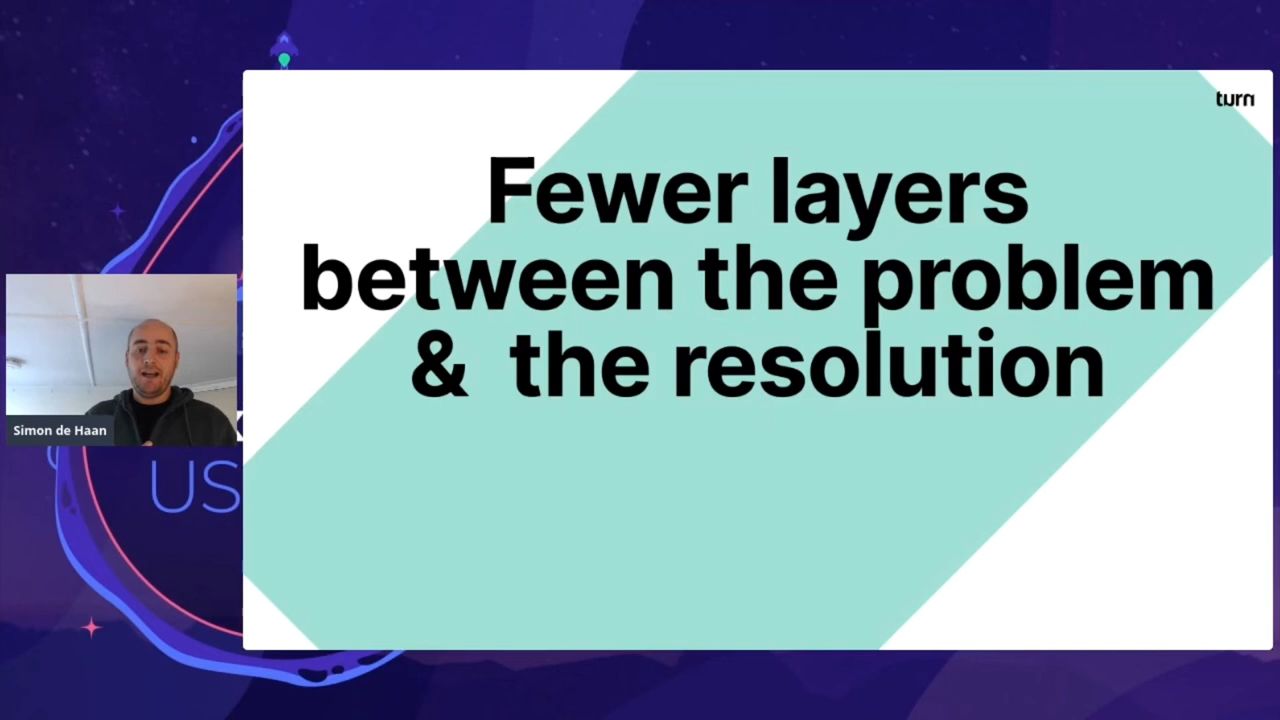 turn
Fewer layers
between the problem
& the resolution
Simon de Haan
US